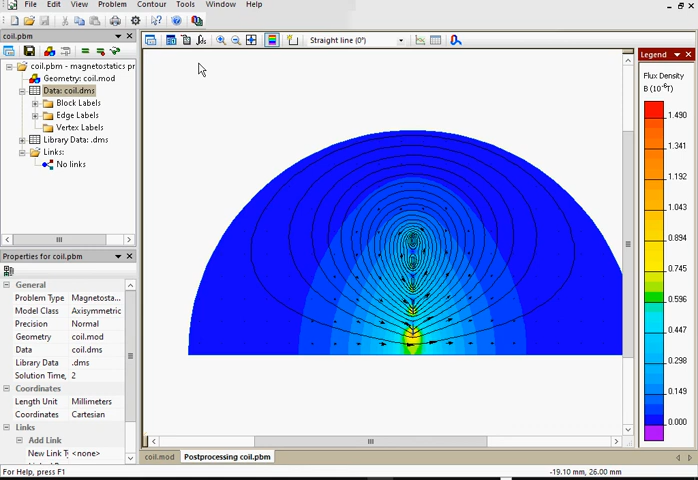 File Edit View Problem Contour Tools Window Help
Straight line (0°)
coil.pbm
coil.pbm - magnetostatics pr
Geometry: coil.mod
Data: coil.dms
Block Labels
Edge Labels
Vertex Labels
Library Data: .dms
Links:
No links
Properties for coil.pbm
General
Problem Type Magnetosta...
Model Class Axisymmetric
Precision Normal
Geometry coil.mod
Data coil.dms
Library Data .dms
Solution Time, 2
Coordinates
Length Unit Millimeters
Coordinates Cartesian
Links
Add Link
New Link T <none>
Legend
Flux Density
B (10⁻⁶T)
1.490
1.341
1.192
1.043
0.894
0.745
0.596
0.447
0.298
0.149
0.000
coil.mod Postprocessing coil.pbm
For Help, press F1 -19.10 mm, 26.00 mm